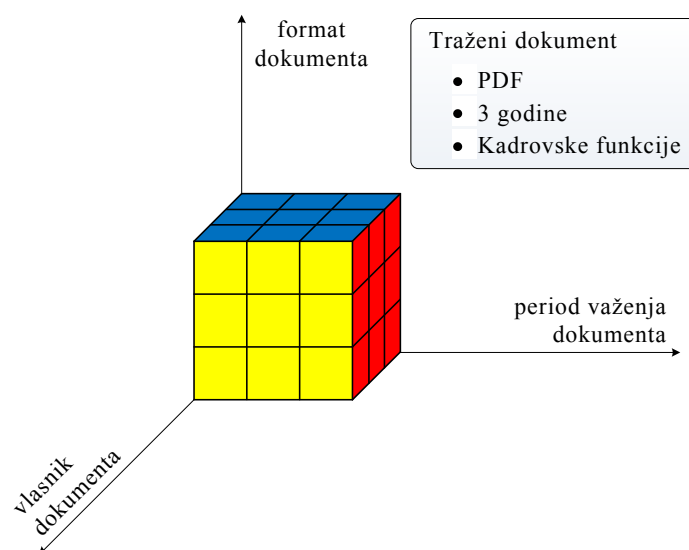 format
dokumenta
Traženi dokument
• PDF
• 3 godine
• Kadrovske funkcije
period važenja
dokumenta
vlasnik
dokumenta